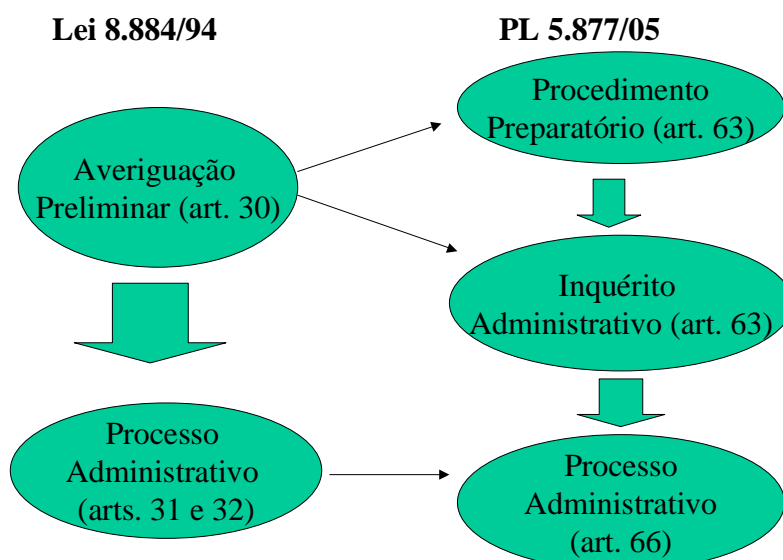 Lei 8.884/94
PL 5.877/05
Averiguação
Preliminar (art. 30)
Procedimento
Preparatório (art. 63)
Inquérito
Administrativo (art. 63)
Processo
Administrativo
(arts. 31 e 32)
Processo
Administrativo
(art. 66)